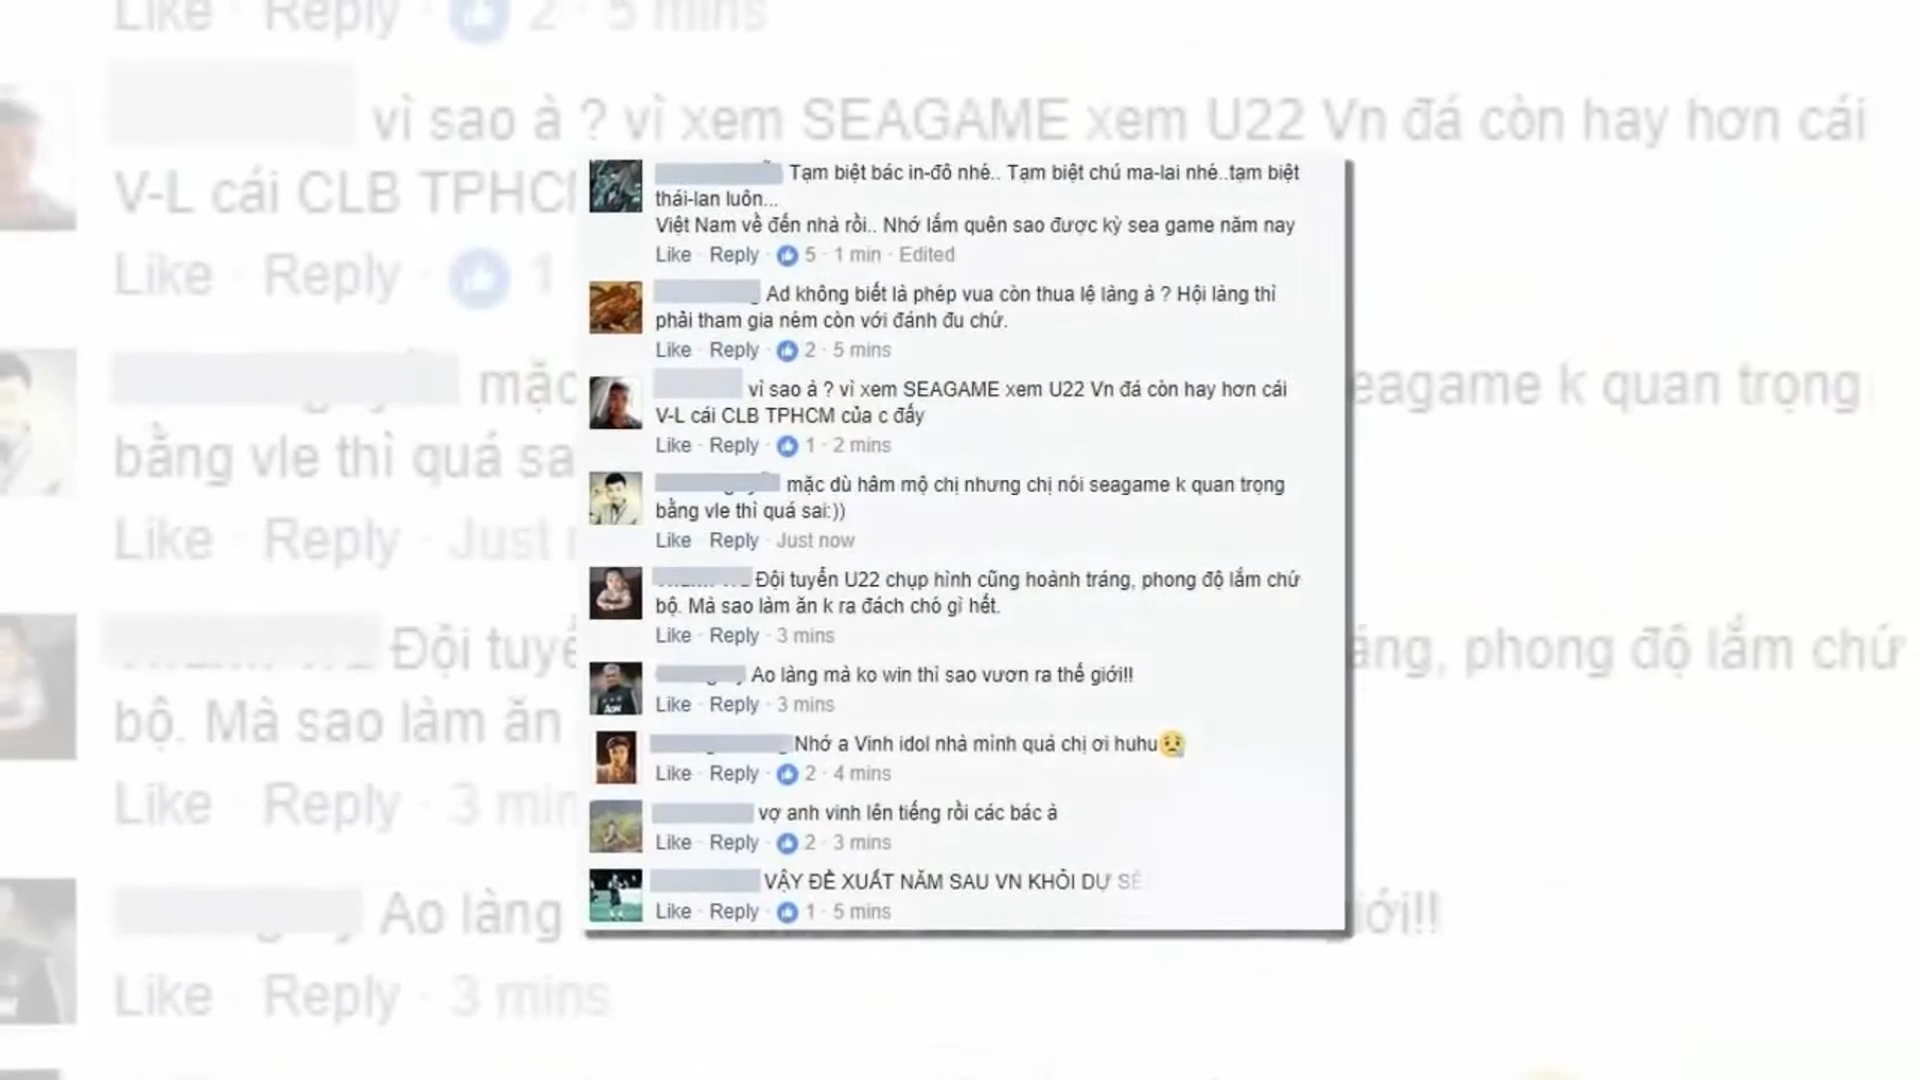 Like Reply 2 · 5 mins
vì sao à ? vì xem SEAGAME xem U22 Vn đá còn hay hơn cái
V-L cái CLB TPHCM
Like · Reply · 1
mặc
seagame k quan trọng
bằng vle thì quá sa
Like · Reply · Just
Đội tuyể
áng, phong độ lắm chứ
bộ. Mà sao làm ăn
Like · Reply · 3 min
Ao làng
iới!!
Like · Reply · 3 mins
Tạm biệt bác in-đô nhé.. Tạm biệt chú ma-lai nhé..tạm biệt
thái-lan luôn...
Việt Nam về đến nhà rồi.. Nhớ lắm quên sao được kỳ sea game năm nay
Like · Reply · 5 · 1 min · Edited
Ad không biết là phép vua còn thua lệ làng à ? Hội làng thì
phải tham gia ném còn với đánh đu chứ.
Like · Reply · 2 · 5 mins
vì sao à ? vì xem SEAGAME xem U22 Vn đá còn hay hơn cái
V-L cái CLB TPHCM của c đấy
Like · Reply · 1 · 2 mins
mặc dù hâm mộ chị nhưng chị nói seagame k quan trọng
bằng vle thì quá sai:))
Like · Reply · Just now
Đội tuyển U22 chụp hình cũng hoành tráng, phong độ lắm chứ
bộ. Mà sao làm ăn k ra đách chó gì hết.
Like · Reply · 3 mins
Ao làng mà ko win thì sao vươn ra thế giới!!
Like · Reply · 3 mins
Nhớ a Vinh idol nhà mình quá chị ơi huhu😢
Like · Reply · 2 · 4 mins
vợ anh vinh lên tiếng rồi các bác à
Like · Reply · 2 · 3 mins
VẬY ĐỀ XUẤT NĂM SAU VN KHỎI DỰ SE
Like · Reply · 1 · 5 mins